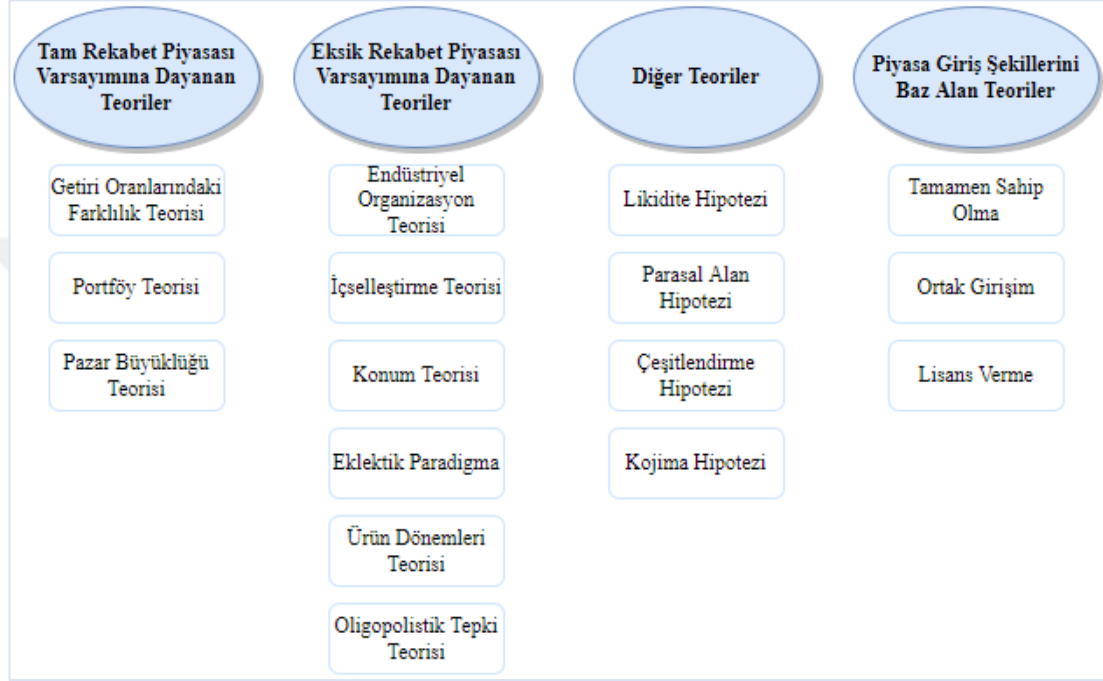 Tam Rekabet Piyasası
Varsayımına Dayanan
Teoriler
Getiri Oranlarındaki
Farklılık Teorisi
Portföy Teorisi
Pazar Büyüklüğü
Teorisi
Eksik Rekabet Piyasası
Varsayımına Dayanan
Teoriler
Endüstriyel
Organizasyon
Teorisi
İçselleştirme Teorisi
Konum Teorisi
Eklektik Paradigma
Ürün Dönemleri
Teorisi
Oligopolistik Tepki
Teorisi
Diğer Teoriler
Likidite Hipotezi
Parasal Alan
Hipotezi
Çeşitlendirme
Hipotezi
Kojima Hipotezi
Piyasa Giriş Şekillerini
Baz Alan Teoriler
Tamamen Sahip
Olma
Ortak Girişim
Lisans Verme